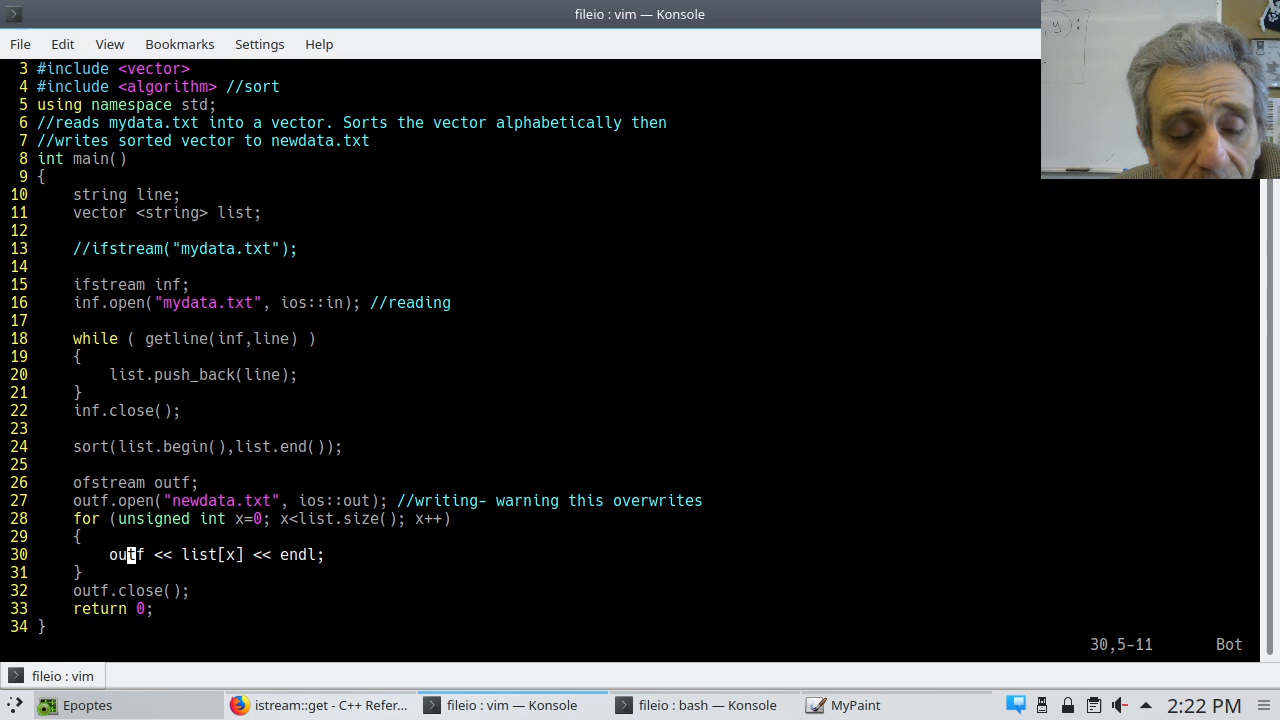 fileio : vim — Konsole
File Edit View Bookmarks Settings Help
3 #include <vector>
4 #include <algorithm> //sort
5 using namespace std;
6 //reads mydata.txt into a vector. Sorts the vector alphabetically then
7 //writes sorted vector to newdata.txt
8 int main()
9 {
10     string line;
11     vector <string> list;
12
13     //ifstream("mydata.txt");
14
15     ifstream inf;
16     inf.open("mydata.txt", ios::in); //reading
17
18     while ( getline(inf,line) )
19     {
20         list.push_back(line);
21     }
22     inf.close();
23
24     sort(list.begin(),list.end());
25
26     ofstream outf;
27     outf.open("newdata.txt", ios::out); //writing- warning this overwrites
28     for (unsigned int x=0; x<list.size(); x++)
29     {
30         outf << list[x] << endl;
31     }
32     outf.close();
33     return 0;
34 }
30,5-11 Bot
fileio : vim
Epoptes istream::get - C++ Refer... fileio : vim — Konsole fileio : bash — Konsole MyPaint 2:22 PM